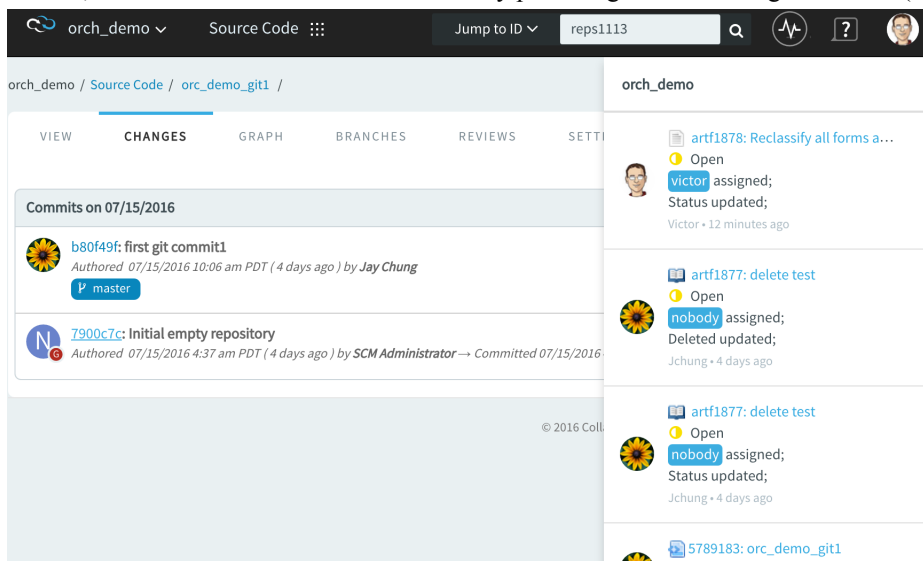 orch_demo Source Code Jump to ID reps1113 ?
orch_demo / Source Code / orc_demo_git1 /
VIEW CHANGES GRAPH BRANCHES REVIEWS SETTI
Commits on 07/15/2016
b80f49f: first git commit1
Authored 07/15/2016 10:06 am PDT ( 4 days ago ) by Jay Chung
master
N G
7900c7c: Initial empty repository
Authored 07/15/2016 4:37 am PDT ( 4 days ago ) by SCM Administrator → Committed 07/15/2016
© 2016 Coll
orch_demo
artf1878: Reclassify all forms a...
Open
victor assigned;
Status updated;
Victor • 12 minutes ago
artf1877: delete test
Open
nobody assigned;
Deleted updated;
Jchung • 4 days ago
artf1877: delete test
Open
nobody assigned;
Status updated;
Jchung • 4 days ago
5789183: orc_demo_git1